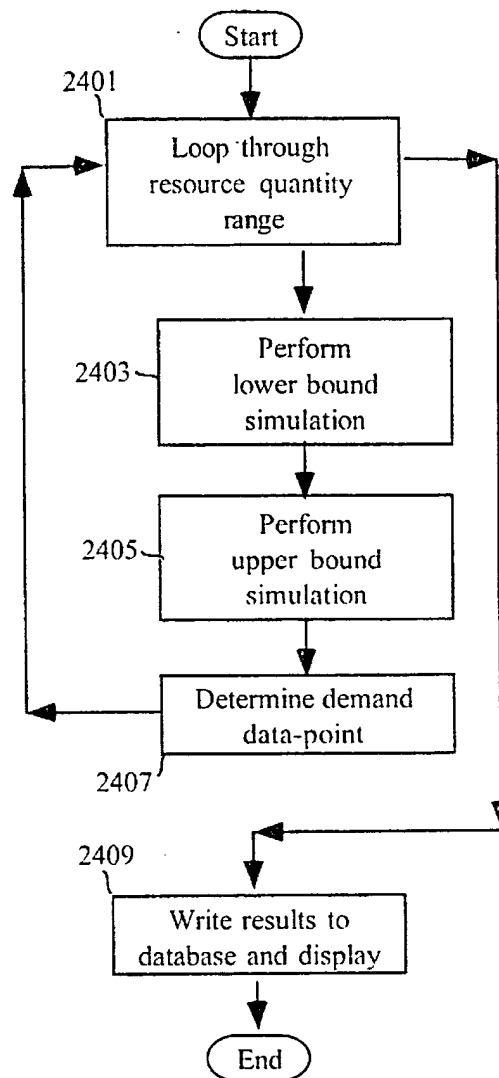 Start
2401
Loop through
resource quantity
range
2403
Perform
lower bound
simulation
2405
Perform
upper bound
simulation
Determine demand
data-point
2407
2409
Write results to
database and display
End